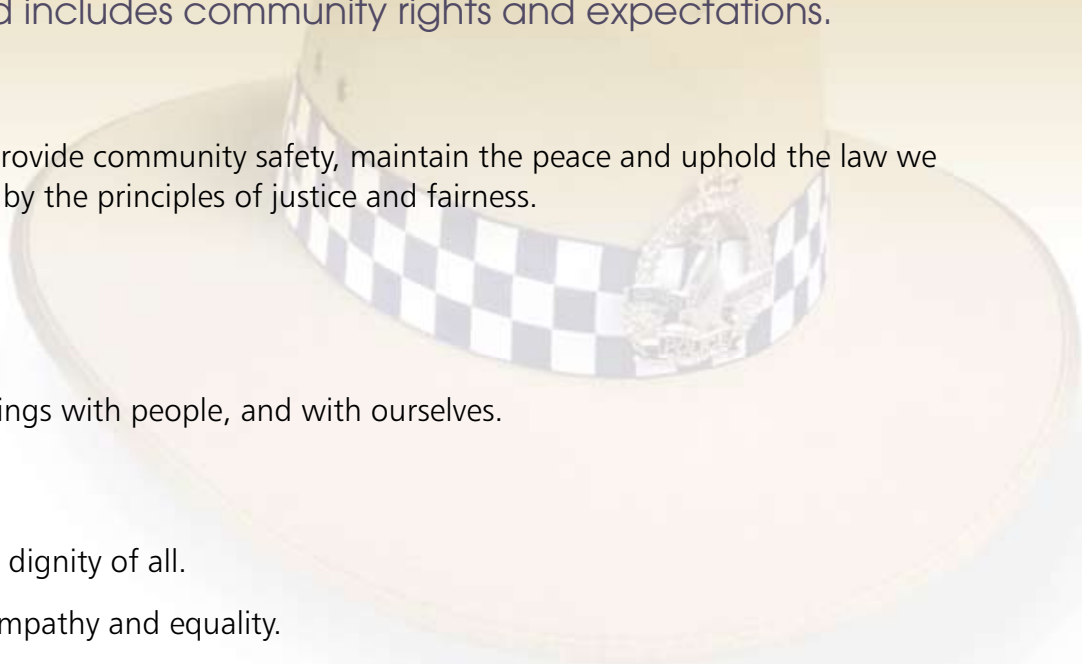 d includes community rights and expectations.
rovide community safety, maintain the peace and uphold the law we
by the principles of justice and fairness.
ings with people, and with ourselves.
dignity of all.
mpathy and equality.
POLICE